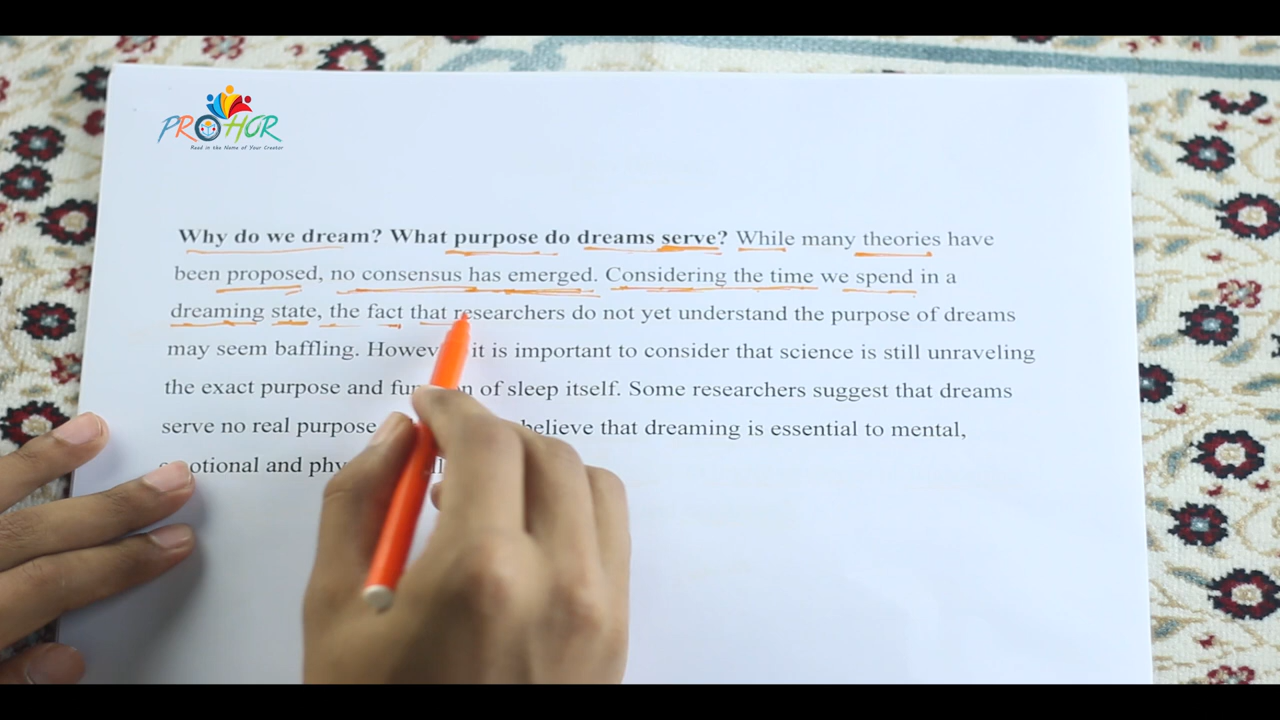 PROHOR
Read in the Name of Your Creator
Why do we dream? What purpose do dreams serve? While many theories have
been proposed, no consensus has emerged. Considering the time we spend in a
dreaming state, the fact that researchers do not yet understand the purpose of dreams
may seem baffling. However it is important to consider that science is still unraveling
the exact purpose and of sleep itself. Some researchers suggest that dreams
serve no real purpose believe that dreaming is essential to mental,
and